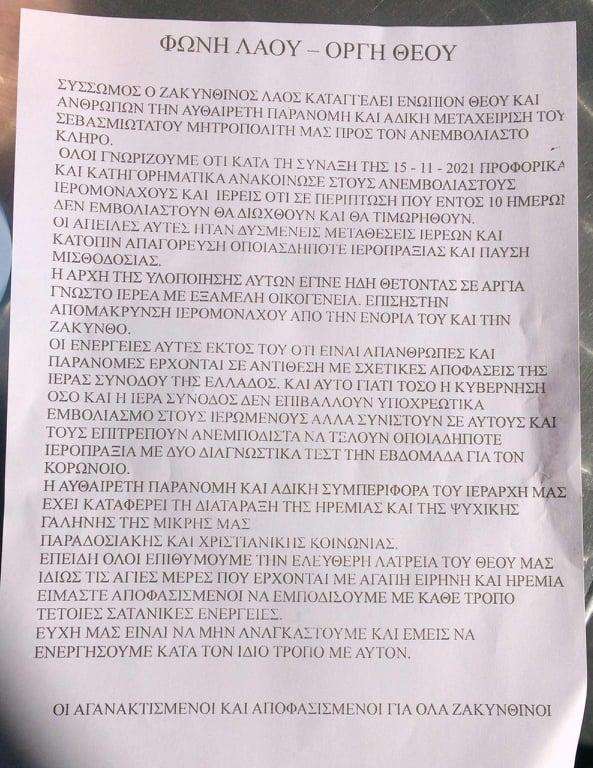 ΦΩΝΗ ΛΑΟΥ – ΟΡΓΗ ΘΕΟΥ
ΣΥΣΣΩΜΟΣ Ο ΖΑΚΥΝΘΙΝΟΣ ΛΑΟΣ ΚΑΤΑΓΓΕΛΕΙ ΕΝΩΠΙΟΝ ΘΕΟΥ ΚΑΙ
ΑΝΘΡΩΠΩΝ ΤΗΝ ΑΥΘΑΙΡΕΤΗ ΠΑΡΑΝΟΜΗ ΚΑΙ ΑΔΙΚΗ ΜΕΤΑΧΕΙΡΙΣΗ ΤΟΥ
ΣΕΒΑΣΜΙΩΤΑΤΟΥ ΜΗΤΡΟΠΟΛΙΤΗ ΜΑΣ ΠΡΟΣ ΤΟΝ ΑΝΕΜΒΟΛΙΑΣΤΟ
ΚΛΗΡΟ.
ΟΛΟΙ ΓΝΩΡΙΖΟΥΜΕ ΟΤΙ ΚΑΤΑ ΤΗ ΣΥΝΑΞΗ ΤΗΣ 15 - 11 - 2021 ΠΡΟΦΟΡΙΚΑ
ΚΑΙ ΚΑΤΗΓΟΡΗΜΑΤΙΚΑ ΑΝΑΚΟΙΝΩΣΕ ΣΤΟΥΣ ΑΝΕΜΒΟΛΙΑΣΤΟΥΣ
ΙΕΡΟΜΟΝΑΧΟΥΣ ΚΑΙ ΙΕΡΕΙΣ ΟΤΙ ΣΕ ΠΕΡΙΠΤΩΣΗ ΠΟΥ ΕΝΤΟΣ 10 ΗΜΕΡΩΝ
ΔΕΝ ΕΜΒΟΛΙΑΣΤΟΥΝ ΘΑ ΔΙΩΧΘΟΥΝ ΚΑΙ ΘΑ ΤΙΜΩΡΗΘΟΥΝ.
ΟΙ ΑΠΕΙΛΕΣ ΑΥΤΕΣ ΗΤΑΝ ΔΥΣΜΕΝΕΙΣ ΜΕΤΑΘΕΣΕΙΣ ΙΕΡΕΩΝ ΚΑΙ
ΚΑΤΟΠΙΝ ΑΠΑΓΟΡΕΥΣΗ ΟΠΟΙΑΣΔΗΠΟΤΕ ΙΕΡΟΠΡΑΞΙΑΣ ΚΑΙ ΠΑΥΣΗ
ΜΙΣΘΟΔΟΣΙΑΣ.
Η ΑΡΧΗ ΤΗΣ ΥΛΟΠΟΙΗΣΗΣ ΑΥΤΩΝ ΕΓΙΝΕ ΗΔΗ ΘΕΤΟΝΤΑΣ ΣΕ ΑΡΓΙΑ
ΓΝΩΣΤΟ ΙΕΡΕΑ ΜΕ ΕΞΑΜΕΛΗ ΟΙΚΟΓΕΝΕΙΑ. ΕΠΙΣΗΣΤΗΝ
ΑΠΟΜΑΚΡΥΝΣΗ ΙΕΡΟΜΟΝΑΧΟΥ ΑΠΟ ΤΗΝ ΕΝΟΡΙΑ ΤΟΥ ΚΑΙ ΤΗΝ
ΖΑΚΥΝΘΟ.
ΟΙ ΕΝΕΡΓΕΙΕΣ ΑΥΤΕΣ ΕΚΤΟΣ ΤΟΥ ΟΤΙ ΕΙΝΑΙ ΑΠΑΝΘΡΩΠΕΣ ΚΑΙ
ΠΑΡΑΝΟΜΕΣ ΕΡΧΟΝΤΑΙ ΣΕ ΑΝΤΙΘΕΣΗ ΜΕ ΣΧΕΤΙΚΕΣ ΑΠΟΦΑΣΕΙΣ ΤΗΣ
ΙΕΡΑΣ ΣΥΝΟΔΟΥ ΤΗΣ ΕΛΛΑΔΟΣ. ΚΑΙ ΑΥΤΟ ΓΙΑΤΙ ΤΟΣΟ Η ΚΥΒΕΡΝΗΣΗ
ΟΣΟ ΚΑΙ Η ΙΕΡΑ ΣΥΝΟΔΟΣ ΔΕΝ ΕΠΙΒΑΛΛΟΥΝ ΥΠΟΧΡΕΩΤΙΚΑ
ΕΜΒΟΛΙΑΣΜΟ ΣΤΟΥΣ ΙΕΡΩΜΕΝΟΥΣ ΑΛΛΑ ΣΥΝΙΣΤΟΥΝ ΣΕ ΑΥΤΟΥΣ ΚΑΙ
ΤΟΥΣ ΕΠΙΤΡΕΠΟΥΝ ΑΝΕΜΠΟΔΙΣΤΑ ΝΑ ΤΕΛΟΥΝ ΟΠΟΙΑΔΗΠΟΤΕ
ΙΕΡΟΠΡΑΞΙΑ ΜΕ ΔΥΟ ΔΙΑΓΝΩΣΤΙΚΑ ΤΕΣΤ ΤΗΝ ΕΒΔΟΜΑΔΑ ΓΙΑ ΤΟΝ
ΚΟΡΩΝΟΙΟ.
Η ΑΥΘΑΙΡΕΤΗ ΠΑΡΑΝΟΜΗ ΚΑΙ ΑΔΙΚΗ ΣΥΜΠΕΡΙΦΟΡΑ ΤΟΥ ΙΕΡΑΡΧΗ ΜΑΣ
ΕΧΕΙ ΚΑΤΑΦΕΡΕΙ ΤΗ ΔΙΑΤΑΡΑΞΗ ΤΗΣ ΗΡΕΜΙΑΣ ΚΑΙ ΤΗΣ ΨΥΧΙΚΗΣ
ΓΑΛΗΝΗΣ ΤΗΣ ΜΙΚΡΗΣ ΜΑΣ
ΠΑΡΑΔΟΣΙΑΚΗΣ ΚΑΙ ΧΡΙΣΤΙΑΝΙΚΗΣ ΚΟΙΝΩΝΙΑΣ.
ΕΠΕΙΔΗ ΟΛΟΙ ΕΠΙΘΥΜΟΥΜΕ ΤΗΝ ΕΛΕΥΘΕΡΗ ΛΑΤΡΕΙΑ ΤΟΥ ΘΕΟΥ ΜΑΣ
ΙΔΙΩΣ ΤΙΣ ΑΓΙΕΣ ΜΕΡΕΣ ΠΟΥ ΕΡΧΟΝΤΑΙ ΜΕ ΑΓΑΠΗ ΕΙΡΗΝΗ ΚΑΙ ΗΡΕΜΙΑ
ΕΙΜΑΣΤΕ ΑΠΟΦΑΣΙΣΜΕΝΟΙ ΝΑ ΕΜΠΟΔΙΣΟΥΜΕ ΜΕ ΚΑΘΕ ΤΡΟΠΟ
ΤΕΤΟΙΕΣ ΣΑΤΑΝΙΚΕΣ ΕΝΕΡΓΕΙΕΣ.
ΕΥΧΗ ΜΑΣ ΕΙΝΑΙ ΝΑ ΜΗΝ ΑΝΑΓΚΑΣΤΟΥΜΕ ΚΑΙ ΕΜΕΙΣ ΝΑ
ΕΝΕΡΓΗΣΟΥΜΕ ΚΑΤΑ ΤΟΝ ΙΔΙΟ ΤΡΟΠΟ ΜΕ ΑΥΤΟΝ.
ΟΙ ΑΓΑΝΑΚΤΙΣΜΕΝΟΙ ΚΑΙ ΑΠΟΦΑΣΙΣΜΕΝΟΙ ΓΙΑ ΟΛΑ ΖΑΚΥΝΘΙΝΟΙ